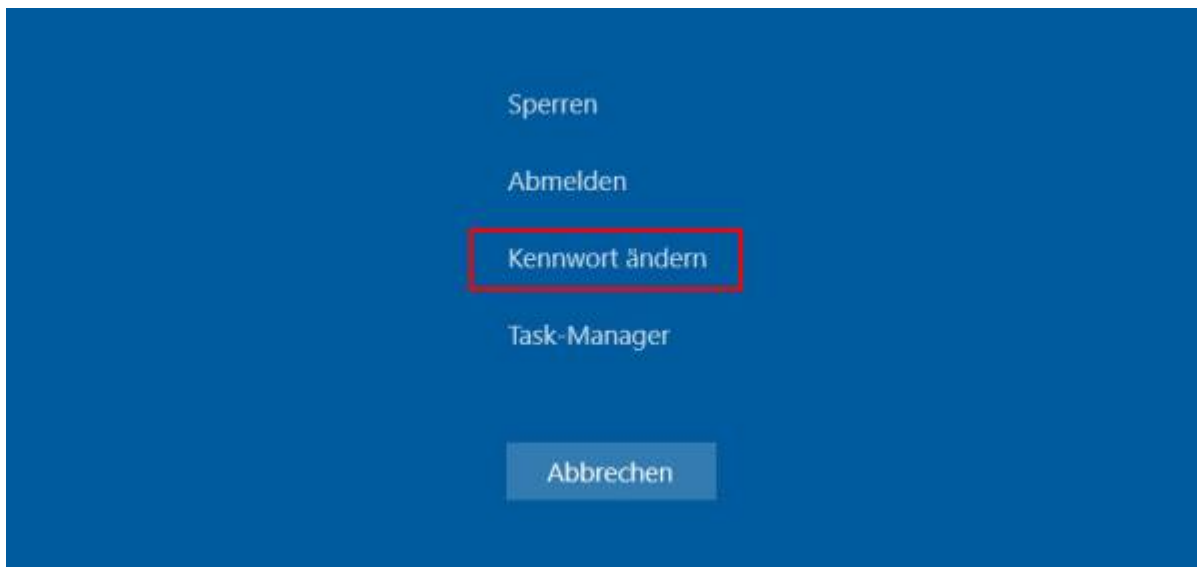 Sperren
Abmelden
Kennwort ändern
Task-Manager
Abbrechen